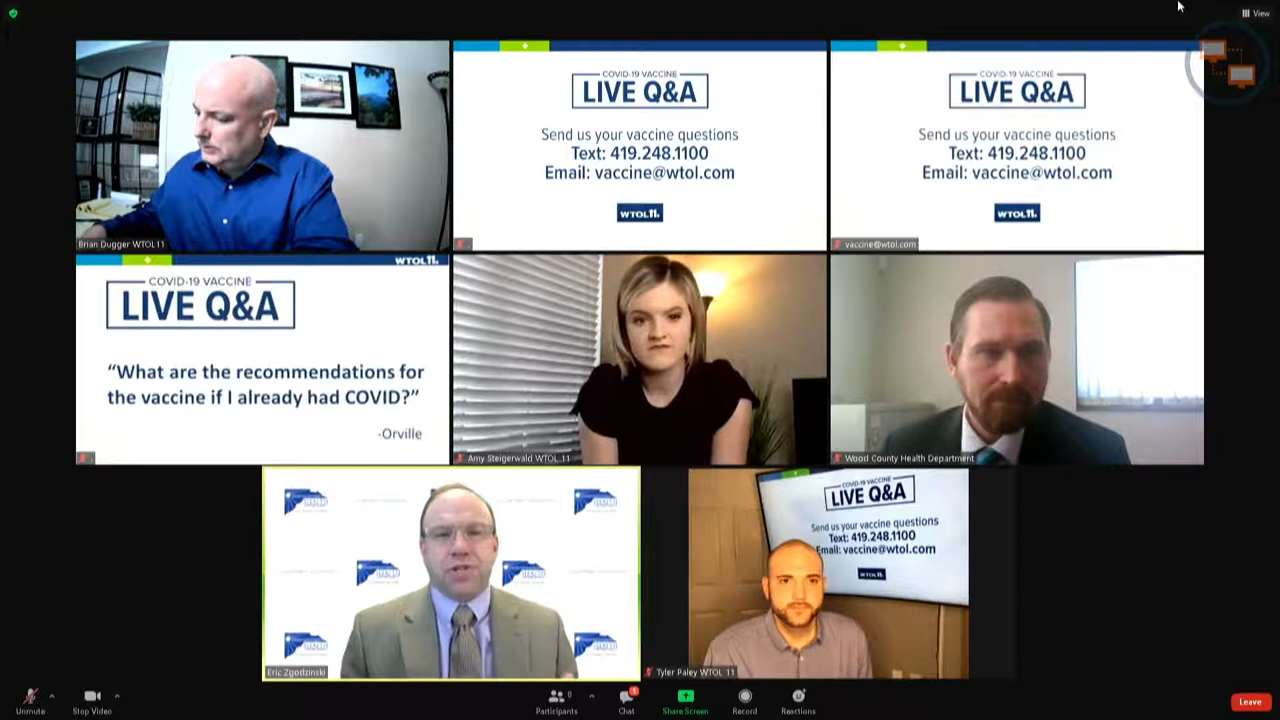 View
COVID-19 VACCINE
LIVE Q&A
Send us your vaccine questions
Text: 419.248.1100
Email: vaccine@wtol.com
WTOL11.
COVID-19 VACCINE
LIVE Q&A
Send us your vaccine questions
Text: 419.248.1100
Email: vaccine@wtol.com
WTOL11.
Brian Dugger WTOL11
.
vaccine@wtol.com
WTOL11.
COVID-19 VACCINE
LIVE Q&A
“What are the recommendations for
the vaccine if I already had COVID?”
-Orville
.
Amy Steigerwald WTOL 11
Wood County Health Department
COVID-19 VACCINE
LIVE Q&A
Send us your vaccine questions
Text: 419.248.1100
Email: vaccine@wtol.com
WTOL11.
Eric Zgodzinski
Tyler Paley WTOL 11
Unmute
Stop Video
Participants
8
Chat
1
Share Screen
Record
Reactions
Leave